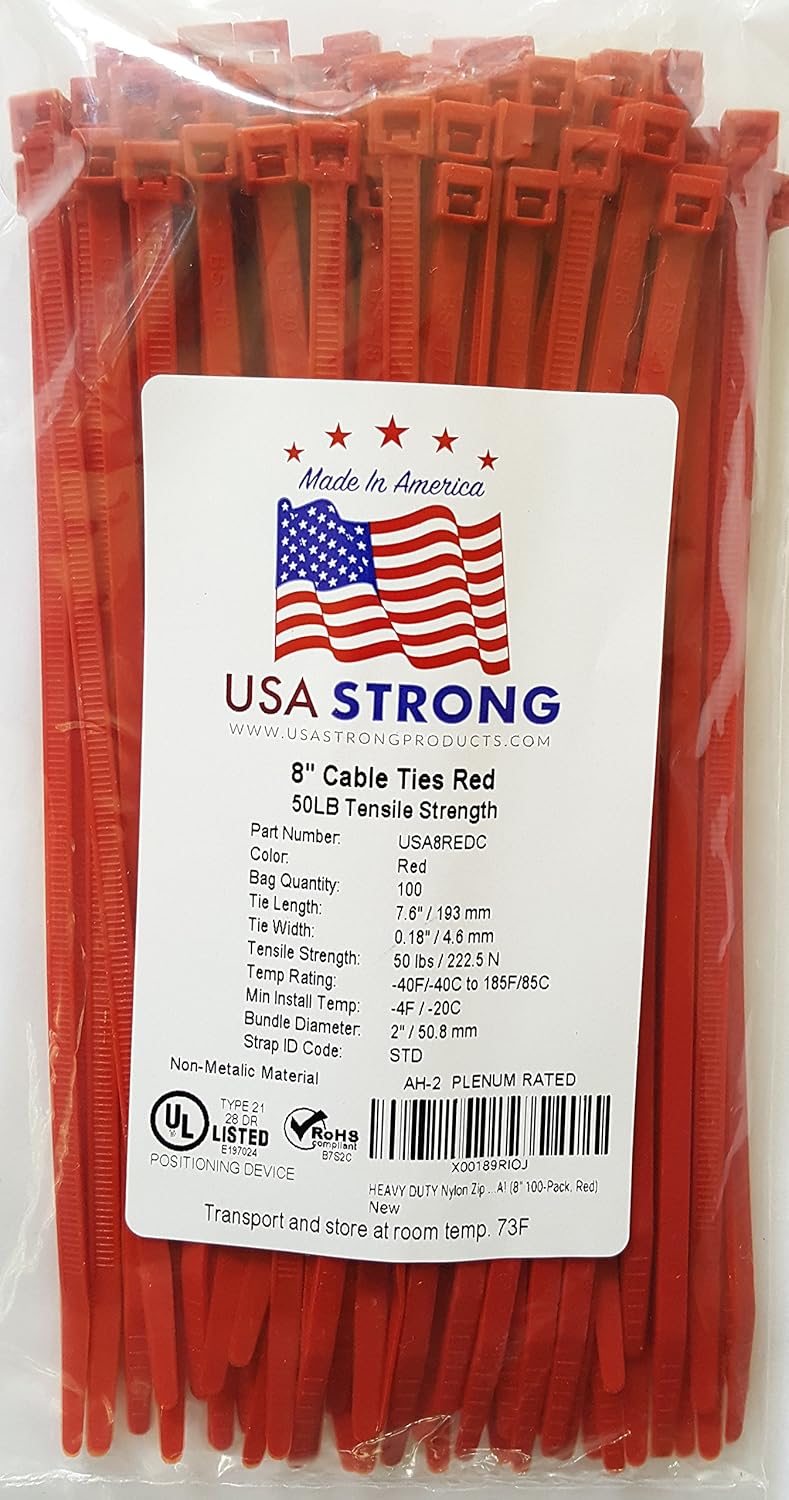 Made In America
USA STRONG
WWW.USASTRONGPRODUCTS.COM
8" Cable Ties Red
50LB Tensile Strength
Part Number: USA8REDC
Color: Red
Bag Quantity: 100
Tie Length: 7.6" / 193 mm
Tie Width: 0.18" / 4.6 mm
Tensile Strength: 50 lbs / 222.5 N
Temp Rating: -40F/-40C to 185F/85C
Min Install Temp: -4F / -20C
Bundle Diameter: 2" / 50.8 mm
Strap ID Code: STD
Non-Metalic Material AH-2 PLENUM RATED
UL
TYPE 21
28 DR
LISTED
E197024
POSITIONING DEVICE
RoHS
compliant
B7S2C
X00189RICJ
HEAVY DUTY Nylon Zip ...A! (8" 100-Pack, Red)
New
Transport and store at room temp. 73F